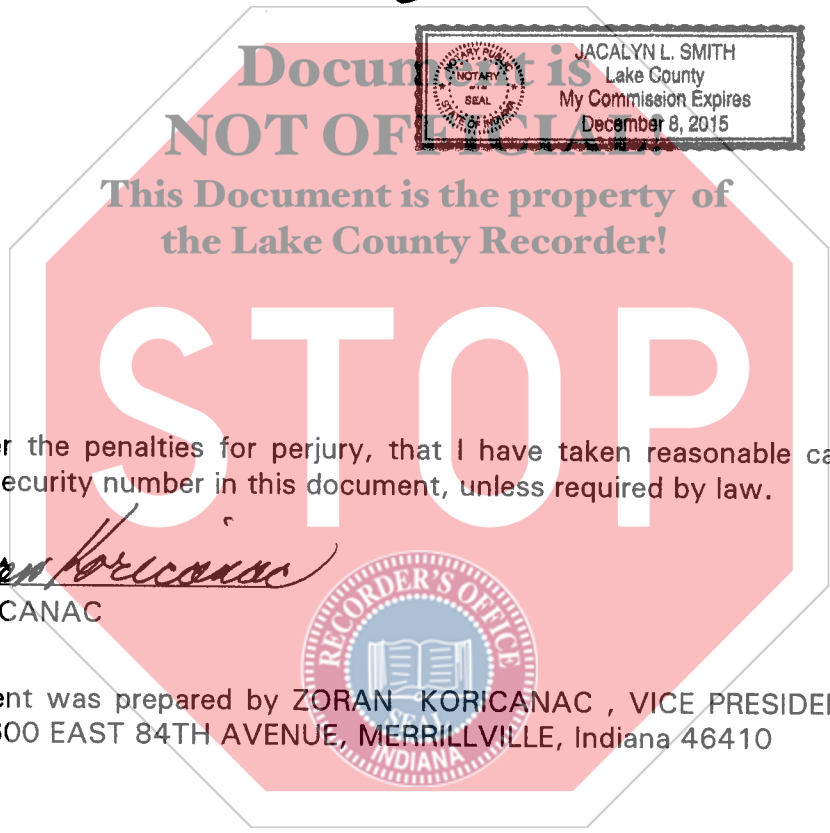 Document is
NOT OFFICIAL!
This Document is the property of
the Lake County Recorder!
NOTARY PUBLIC
NOTARY
SEAL
STATE OF INDIANA
JACALYN L. SMITH
Lake County
My Commission Expires
December 8, 2015
STOP
r the penalties for perjury, that I have taken reasonable ca
ecurity number in this document, unless required by law.
en Koricanac
CANAC
RECORDER'S OFFICE
SEAL
INDIANA
ent was prepared by ZORAN KORICANAC , VICE PRESIDE
600 EAST 84TH AVENUE, MERRILLVILLE, Indiana 46410